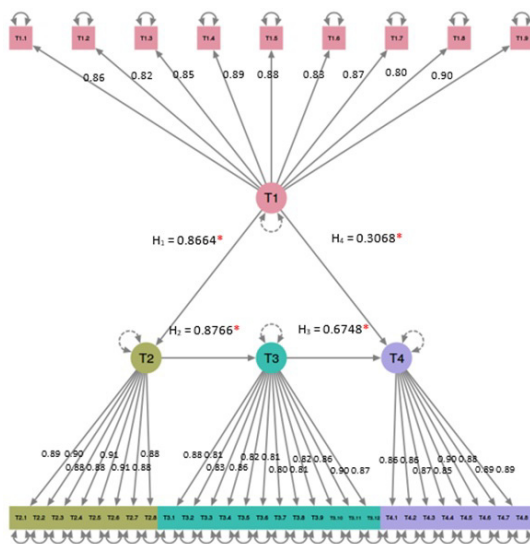 T1.1 T1.2 T1.3 T1.4 T1.5 T1.6 T1.7 T1.8 T1.9
0.86 0.82 0.85 0.89 0.88 0.83 0.87 0.80 0.90
T1
H₁ = 0.8664* H₄ = 0.3068*
H₂ = 0.8766* H₃ = 0.6748*
T2 T3 T4
0.89 0.90 0.91 0.88 0.88 0.81 0.82 0.81 0.82 0.86 0.86 0.86 0.90 0.88
0.88 0.88 0.91 0.88 0.83 0.86 0.80 0.81 0.90 0.87 0.87 0.85 0.89 0.89
T2.1 T2.2 T2.3 T2.4 T2.5 T2.6 T2.7 T2.8 T3.1 T3.2 T3.3 T3.4 T3.5 T3.6 T3.7 T3.8 T3.9 T3.10 T3.11 T3.12 T4.1 T4.2 T4.3 T4.4 T4.5 T4.6 T4.7 T4.8